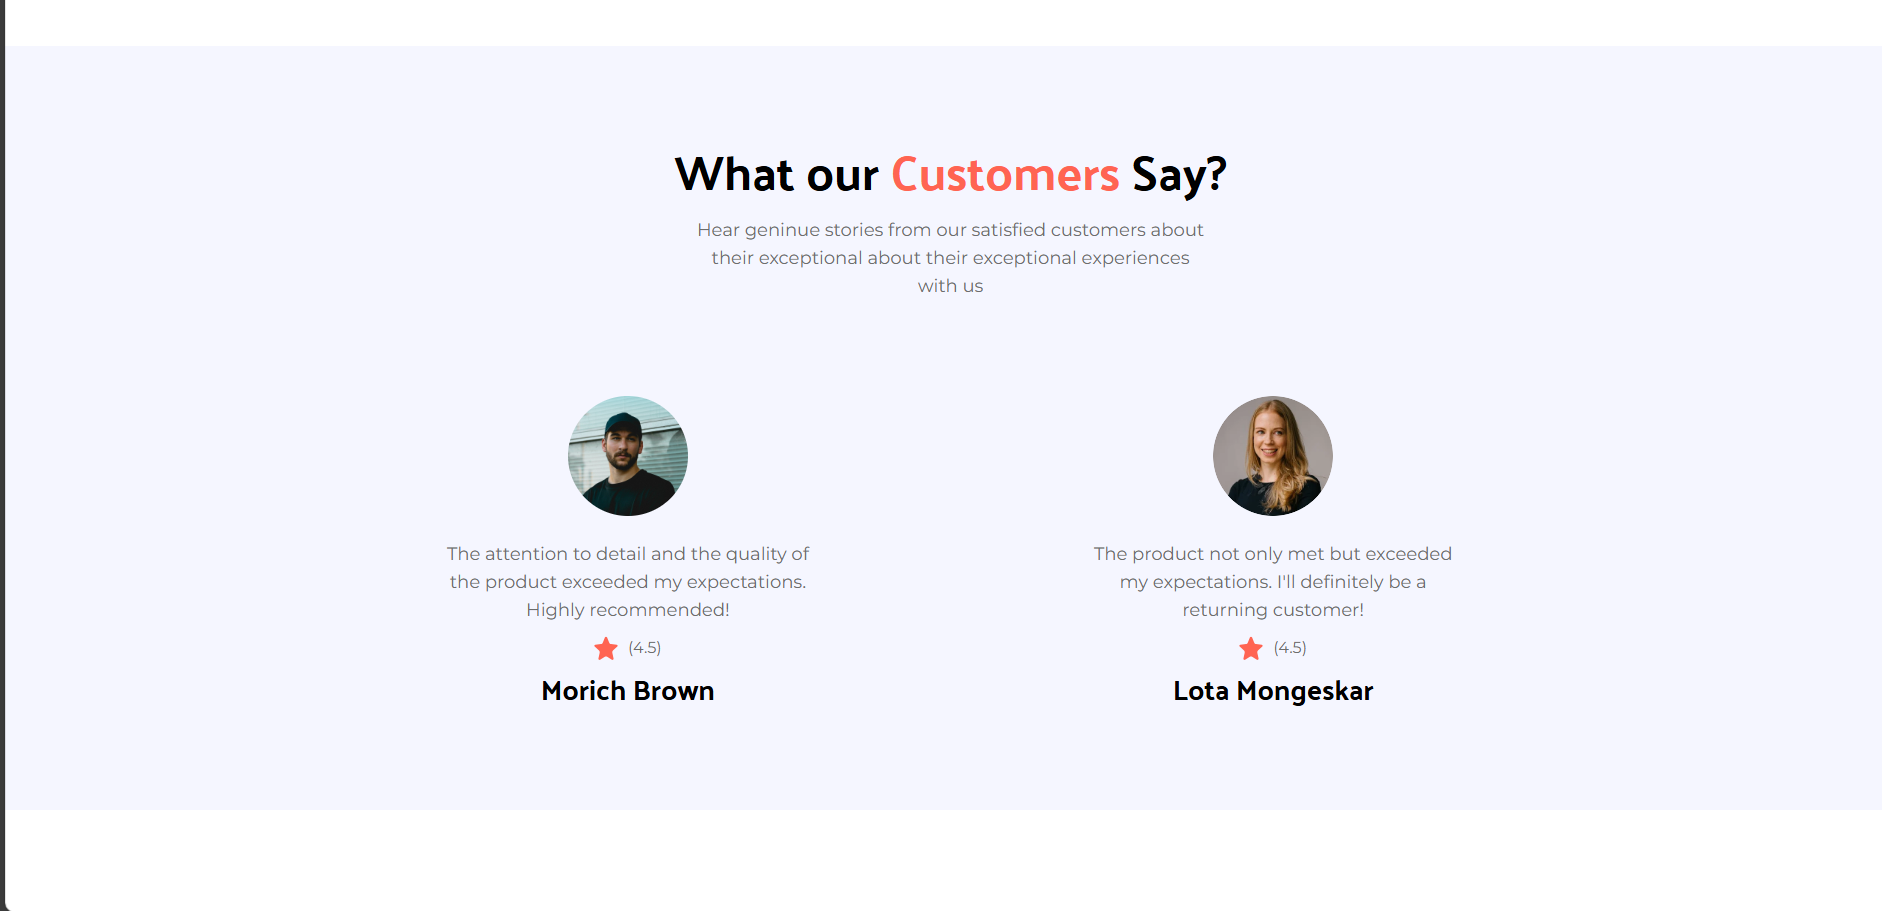 What our Customers Say?
Hear geninue stories from our satisfied customers about
their exceptional about their exceptional experiences
with us
The attention to detail and the quality of
the product exceeded my expectations.
Highly recommended!
(4.5)
Morich Brown
The product not only met but exceeded
my expectations. I'll definitely be a
returning customer!
(4.5)
Lota Mongeskar